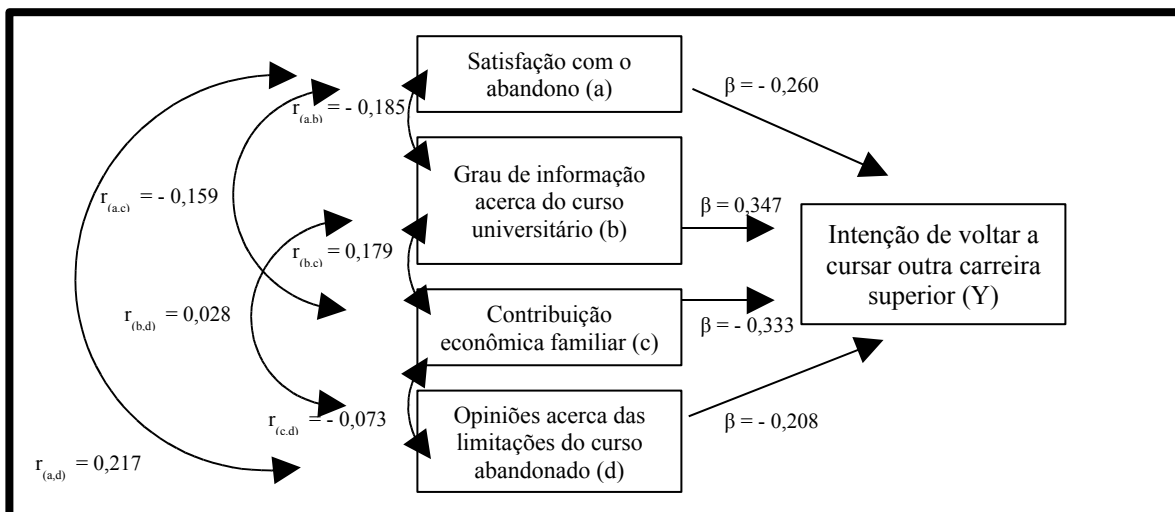 Satisfação com o
abandono (a)
β = - 0,260
r(a.b) = - 0,185
Grau de informação
acerca do curso
universitário (b)
β = 0,347
r(a.c) = - 0,159
r(b.c) = 0,179
Intenção de voltar a
cursar outra carreira
superior (Y)
r(b,d) = 0,028
Contribuição
econômica familiar (c)
β = - 0,333
r(c.d) = - 0,073
Opiniões acerca das
limitações do curso
abandonado (d)
β = - 0,208
r(a,d) = 0,217